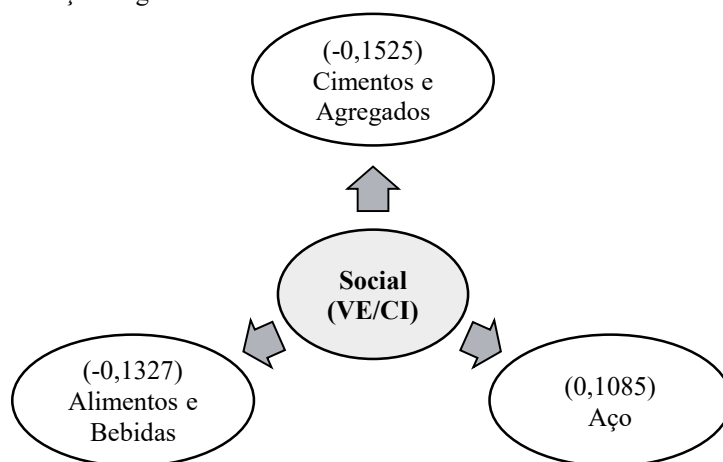 (-0,1525)
Cimentos e
Agregados
Social
(VE/CI)
(-0,1327)
Alimentos e
Bebidas
(0,1085)
Aço